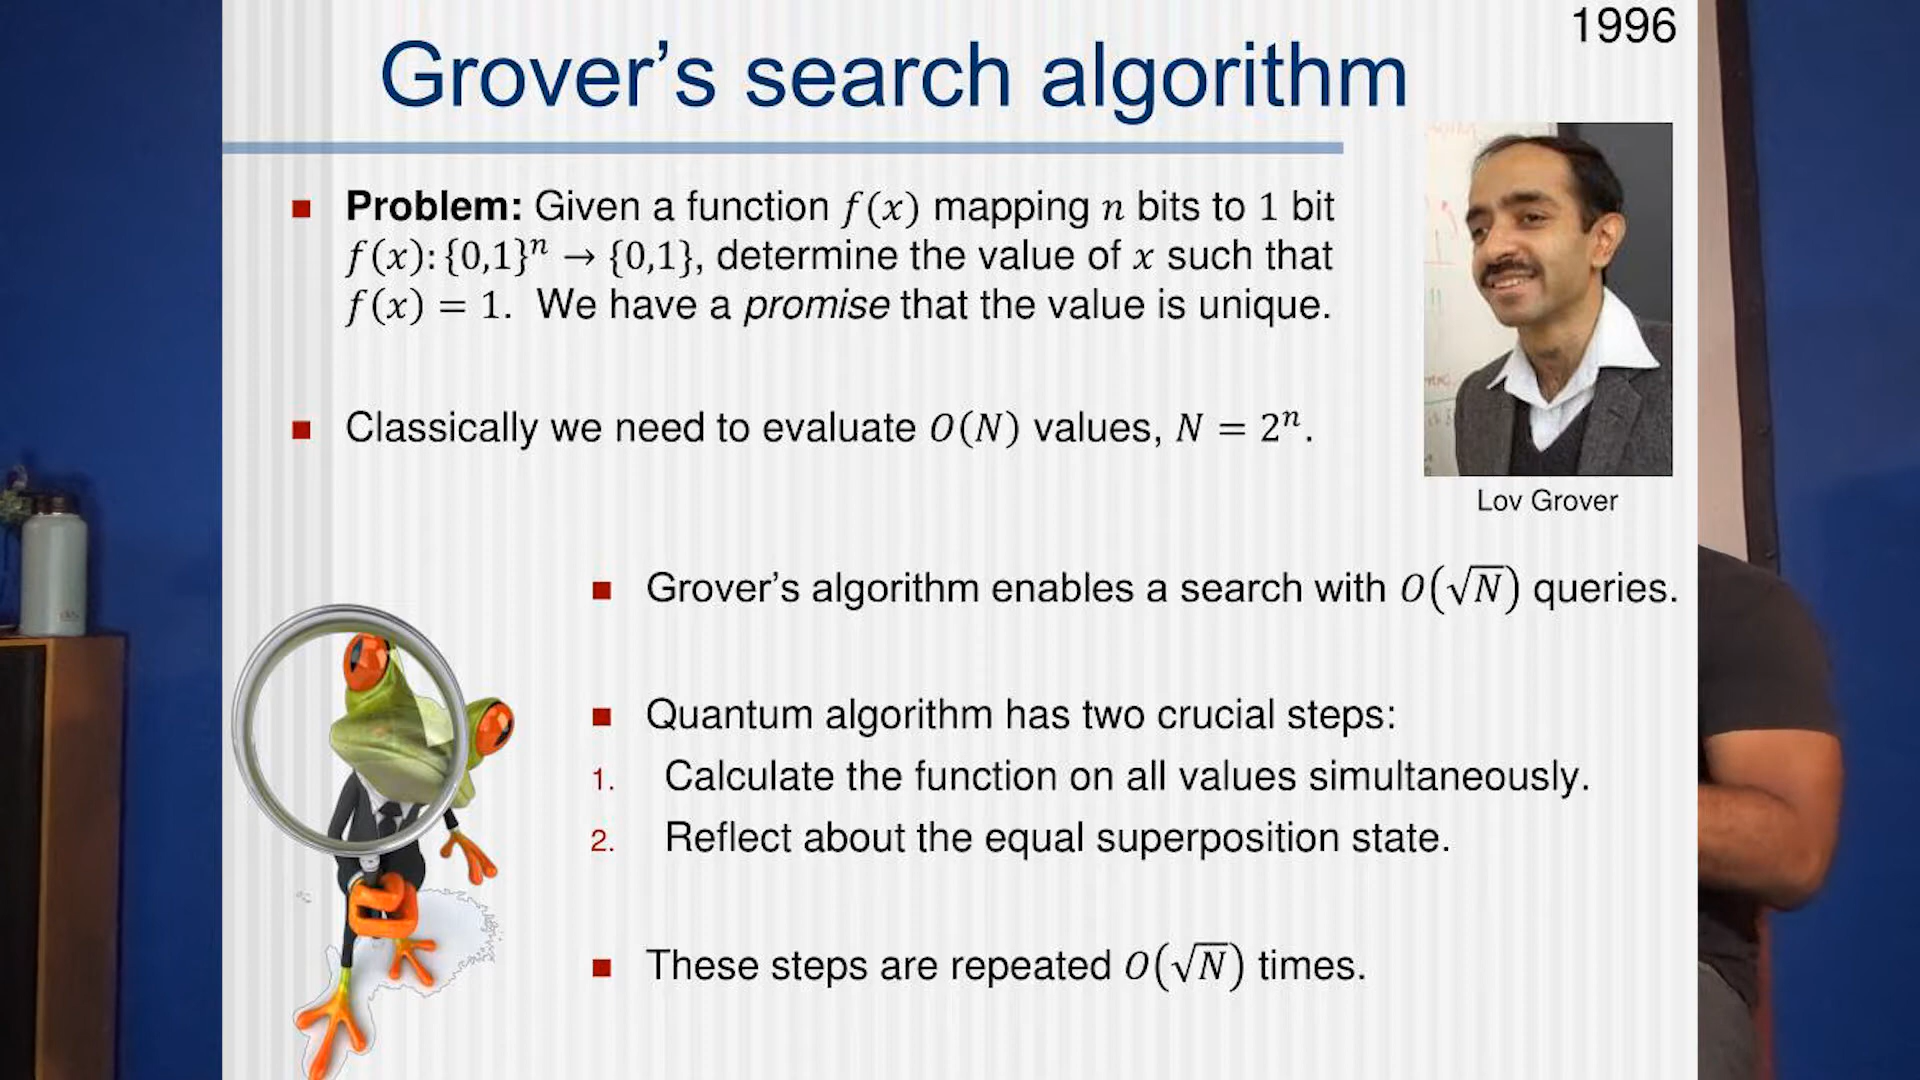 1996
Grover's search algorithm
Problem: Given a function f(x) mapping n bits to 1 bit
f(x): {0,1}ⁿ → {0,1}, determine the value of x such that
f(x) = 1. We have a promise that the value is unique.
Classically we need to evaluate O(N) values, N = 2ⁿ.
Lov Grover
Grover's algorithm enables a search with O(√N) queries.
Quantum algorithm has two crucial steps:
1. Calculate the function on all values simultaneously.
2. Reflect about the equal superposition state.
These steps are repeated O(√N) times.